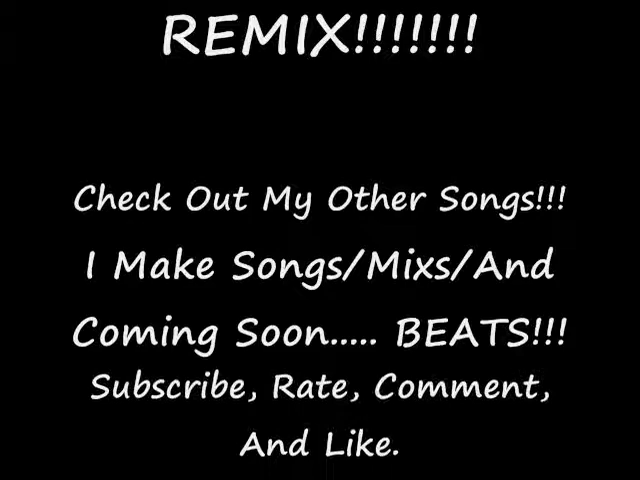 REMIX!!!!!!!
Check Out My Other Songs!!!
I Make Songs/Mixs/And
Coming Soon..... BEATS!!!
Subscribe, Rate, Comment,
And Like.